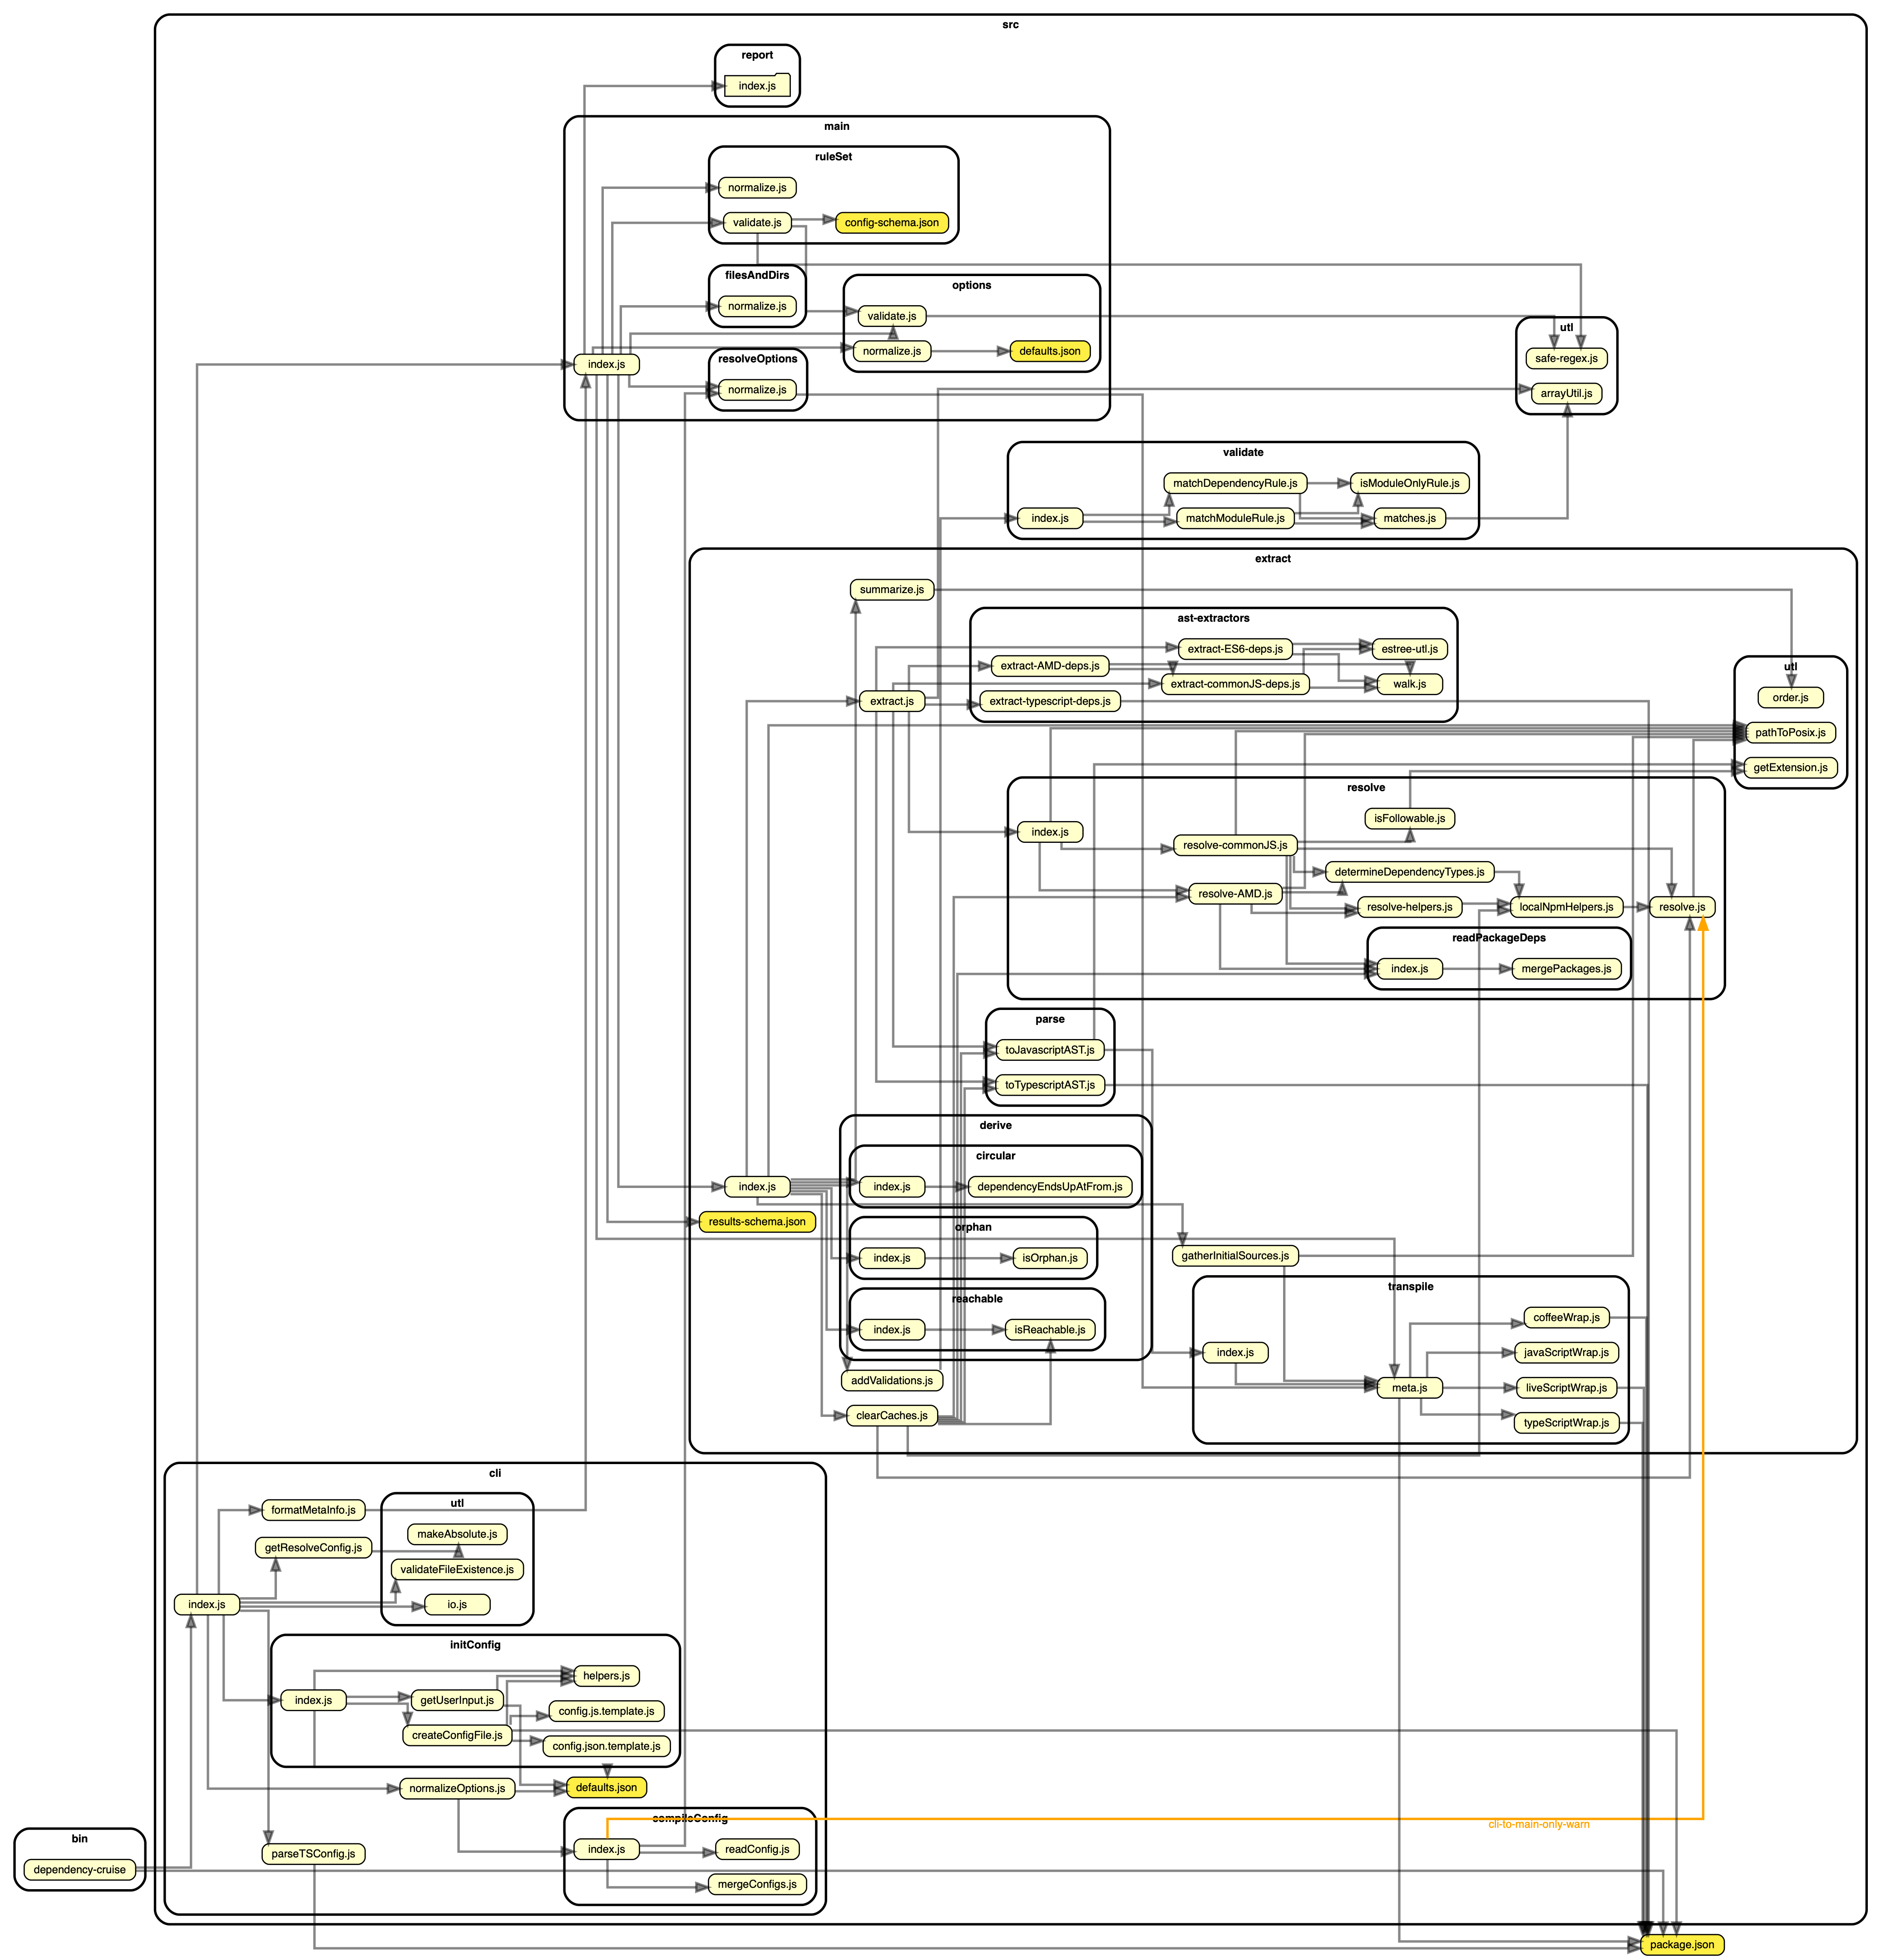 src
report
index.js
main
ruleSet
normalize.js
validate.js
config-schema.json
filesAndDirs
normalize.js
options
validate.js
normalize.js
defaults.json
index.js
resolveOptions
normalize.js
utl
safe-regex.js
arrayUtil.js
validate
matchDependencyRule.js
isModuleOnlyRule.js
index.js
matchModuleRule.js
matches.js
extract
summarize.js
ast-extractors
extract-ES6-deps.js
estree-utl.js
extract-AMD-deps.js
extract-commonJS-deps.js
walk.js
extract.js
extract-typescript-deps.js
utl
order.js
pathToPosix.js
getExtension.js
resolve
isFollowable.js
index.js
resolve-commonJS.js
determineDependencyTypes.js
resolve-AMD.js
resolve-helpers.js
localNpmHelpers.js
resolve.js
readPackageDeps
index.js
mergePackages.js
parse
toJavascriptAST.js
toTypescriptAST.js
derive
circular
index.js
index.js
dependencyEndsUpAtFrom.js
results-schema.json
orphan
index.js
isOrphan.js
gatherInitialSources.js
reachable
index.js
isReachable.js
transpile
coffeeWrap.js
index.js
javaScriptWrap.js
meta.js
liveScriptWrap.js
typeScriptWrap.js
addValidations.js
clearCaches.js
cli
formatMetaInfo.js
utl
makeAbsolute.js
getResolveConfig.js
validateFileExistence.js
index.js
io.js
initConfig
helpers.js
index.js
getUserInput.js
config.js.template.js
createConfigFile.js
config.json.template.js
normalizeOptions.js
defaults.json
compileConfig
cli-to-main-only-warn
index.js
readConfig.js
mergeConfigs.js
parseTSConfig.js
bin
dependency-cruise
package.json